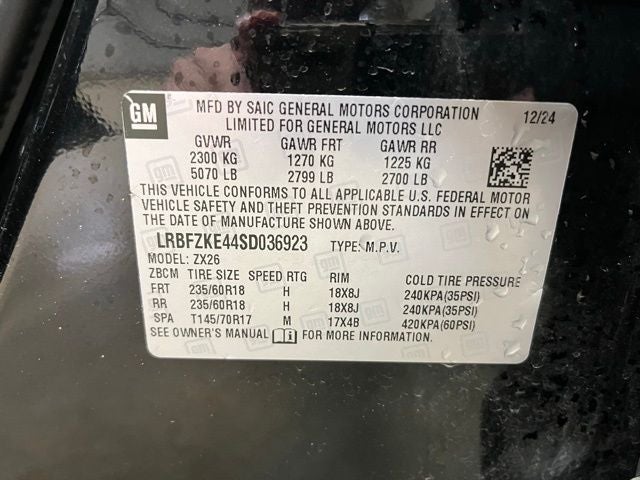 GM
MFD BY SAIC GENERAL MOTORS CORPORATION 12/24
LIMITED FOR GENERAL MOTORS LLC
GVWR GAWR FRT GAWR RR
2300 KG 1270 KG 1225 KG
5070 LB 2799 LB 2700 LB
THIS VEHICLE CONFORMS TO ALL APPLICABLE U.S. FEDERAL MOTOR
VEHICLE SAFETY AND THEFT PREVENTION STANDARDS IN EFFECT ON
THE DATE OF MANUFACTURE SHOWN ABOVE.
LRBFZKE44SD036923 TYPE: M.P.V.
MODEL: ZX26
ZBCM TIRE SIZE SPEED RTG RIM COLD TIRE PRESSURE
FRT 235/60R18 H 18X8J 240KPA(35PSI)
RR 235/60R18 H 18X8J 240KPA(35PSI)
SPA T145/70R17 M 17X4B 420KPA(60PSI)
SEE OWNER'S MANUAL i FOR MORE INFORMATION.